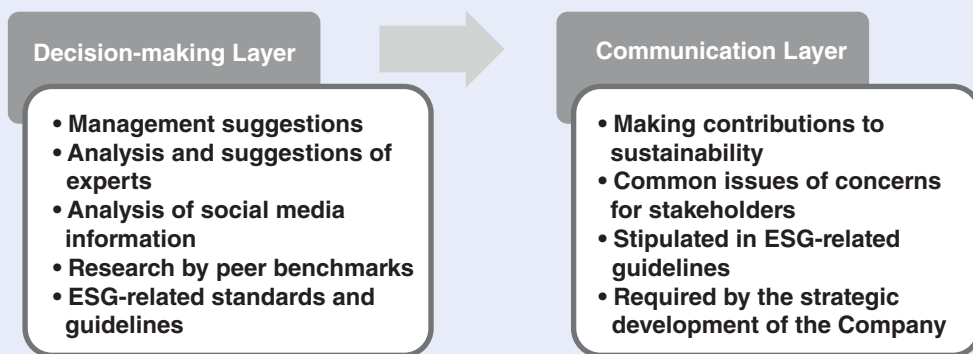 Decision-making Layer
• Management suggestions
• Analysis and suggestions of
experts
• Analysis of social media
information
• Research by peer benchmarks
• ESG-related standards and
guidelines
Communication Layer
• Making contributions to
sustainability
• Common issues of concerns
for stakeholders
• Stipulated in ESG-related
guidelines
• Required by the strategic
development of the Company